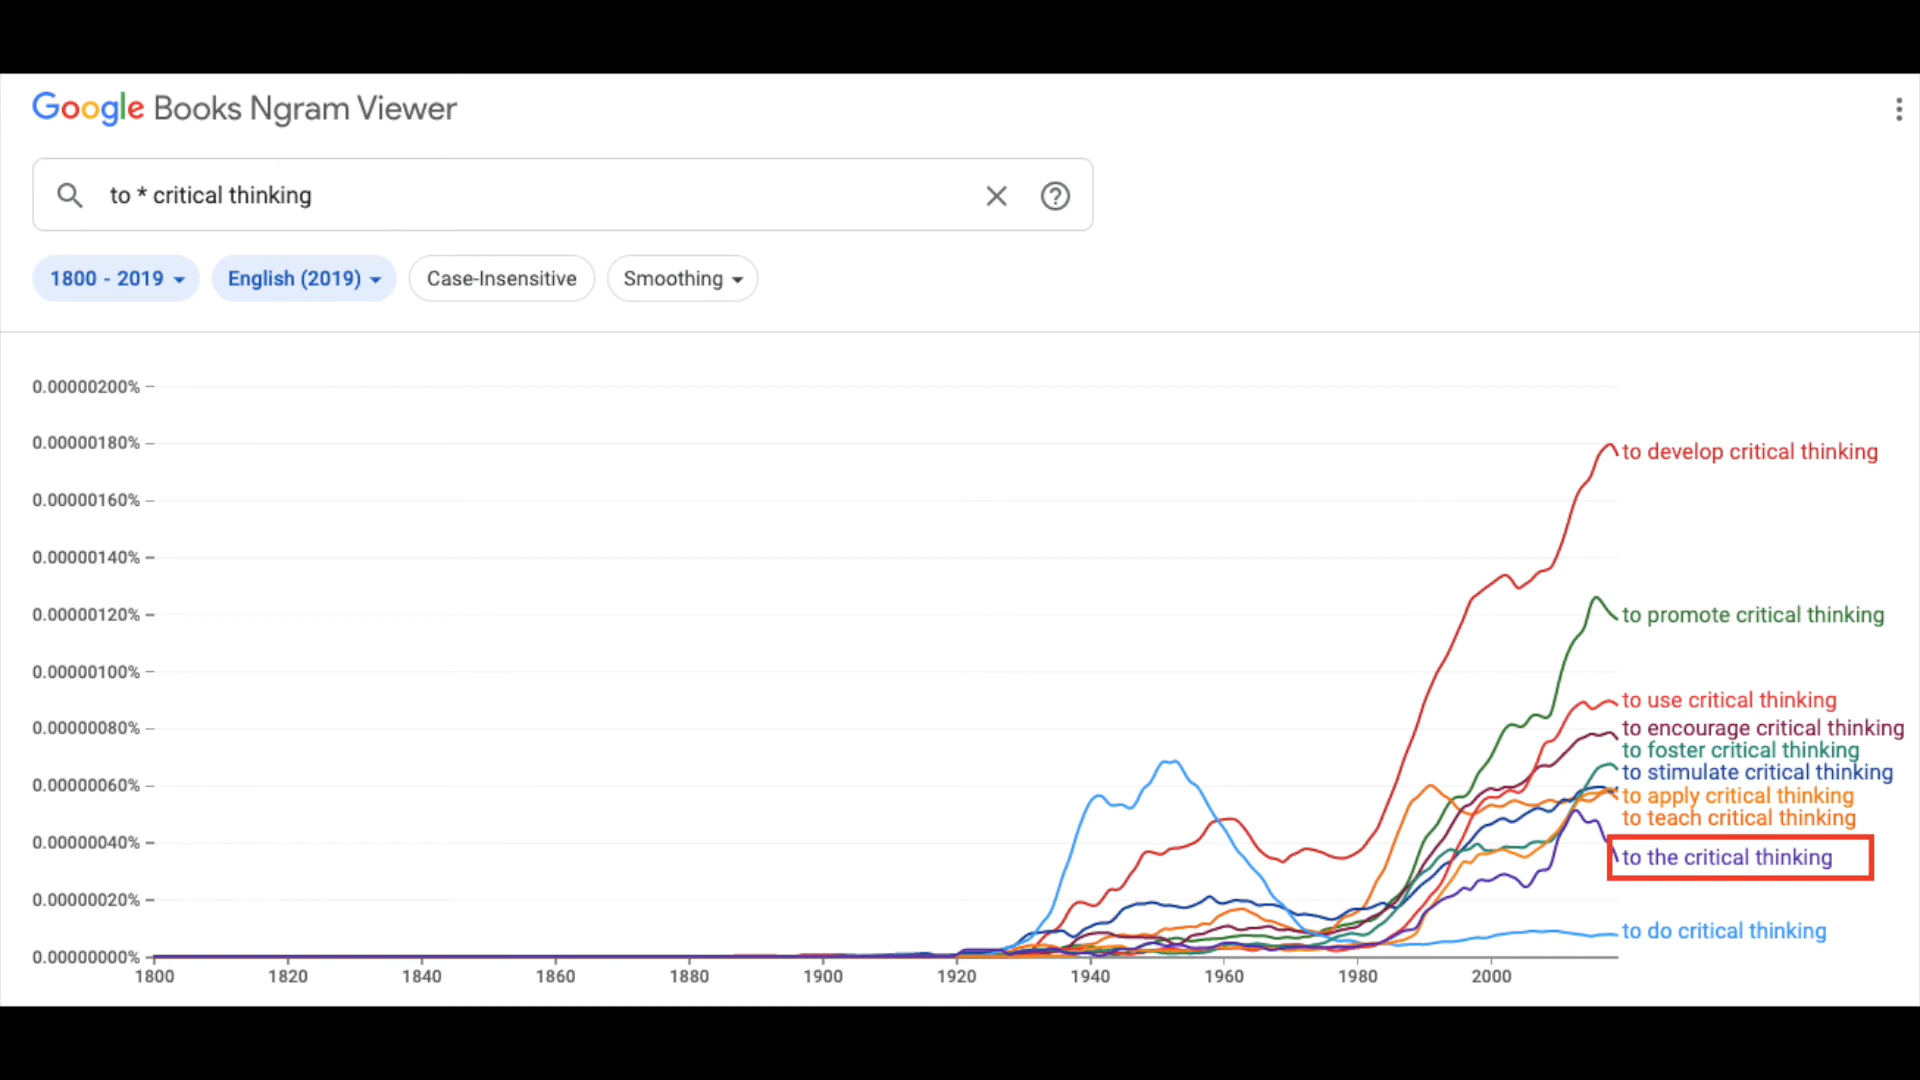 Google Books Ngram Viewer
to * critical thinking
1800 - 2019
English (2019)
Case-Insensitive
Smoothing
0.00000200%
0.00000180%
0.00000160%
0.00000140%
0.00000120%
0.00000100%
0.00000080%
0.00000060%
0.00000040%
0.00000020%
0.00000000%
to develop critical thinking
to promote critical thinking
to use critical thinking
to encourage critical thinking
to foster critical thinking
to stimulate critical thinking
to apply critical thinking
to teach critical thinking
to the critical thinking
to do critical thinking
1800 1820 1840 1860 1880 1900 1920 1940 1960 1980 2000